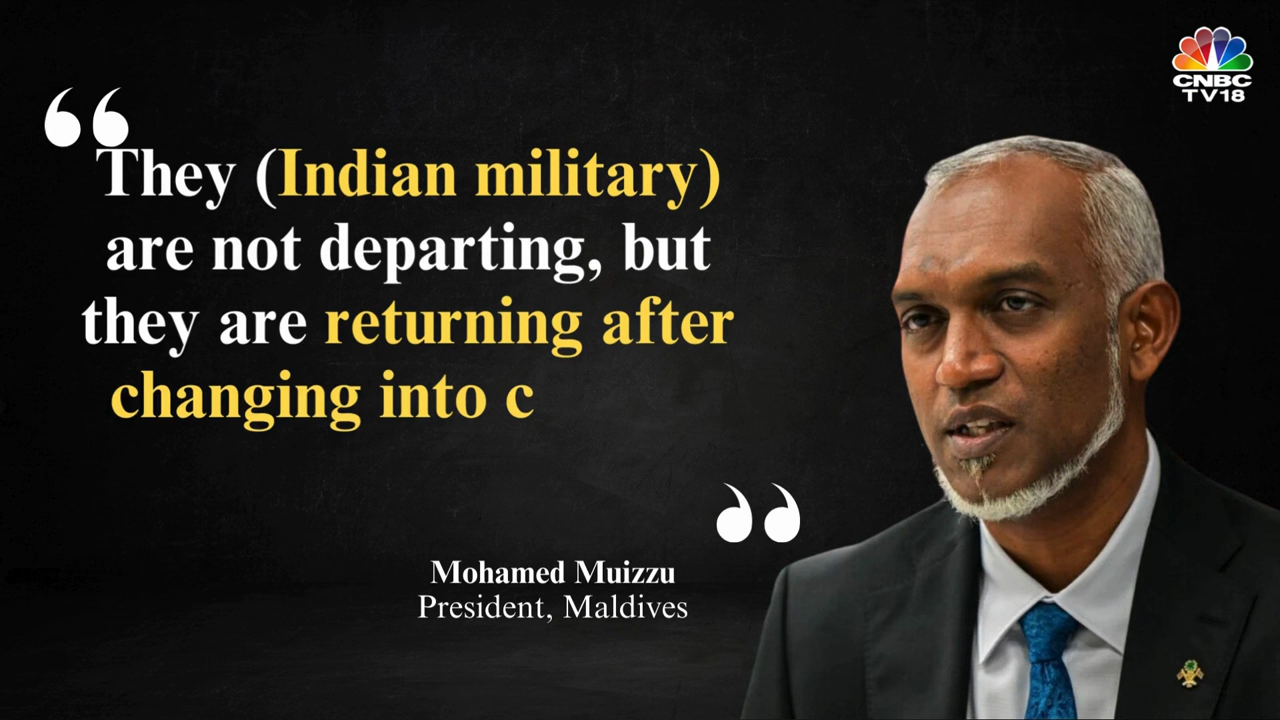 CNBC
TV18
“
They (Indian military)
are not departing, but
they are returning after
changing into c
”
Mohamed Muizzu
President, Maldives